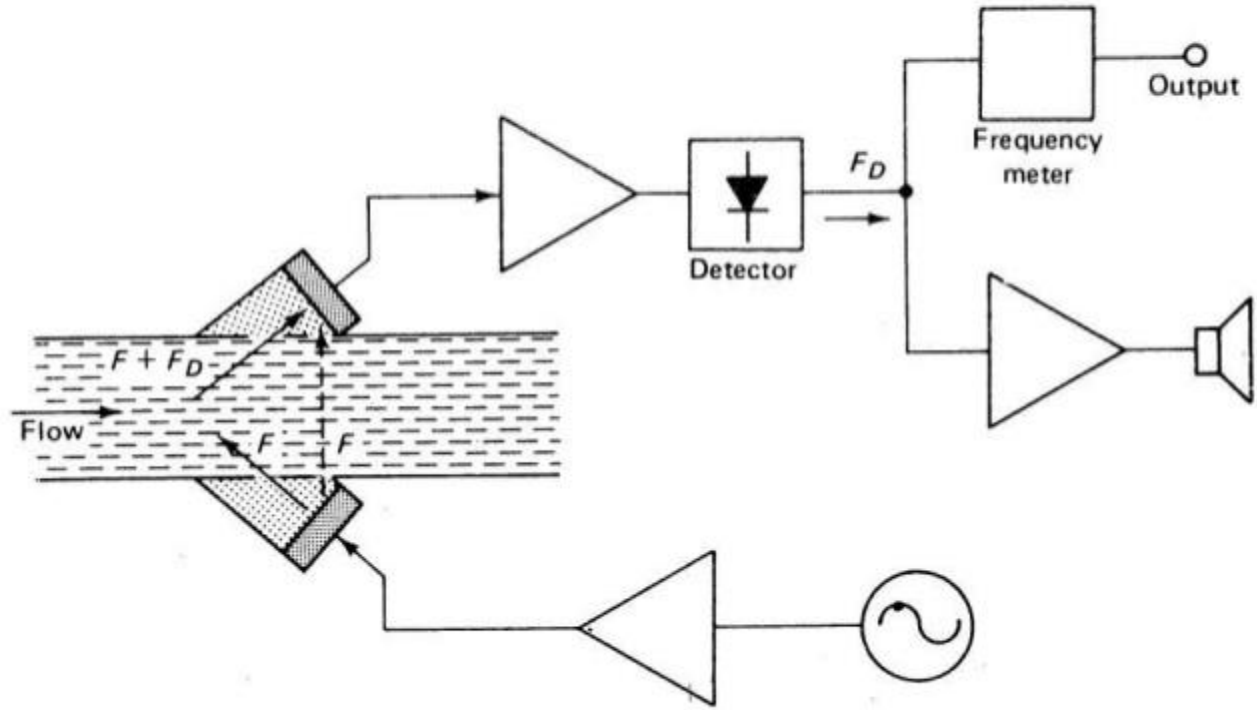 Output
Frequency
meter
F_D
Detector
F + F_D
Flow
F
F